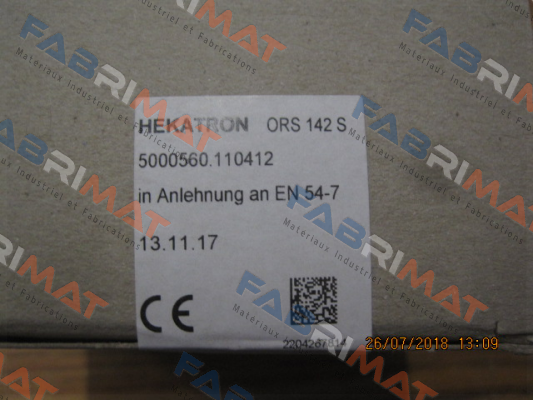 HEKATRON ORS 142 S
5000560.110412
in Anlehnung an EN 54-7
13.11.17
CE
2204267814
26/07/2018 13:09
FABRIMAT
Materiaux Industriel et Fabrications